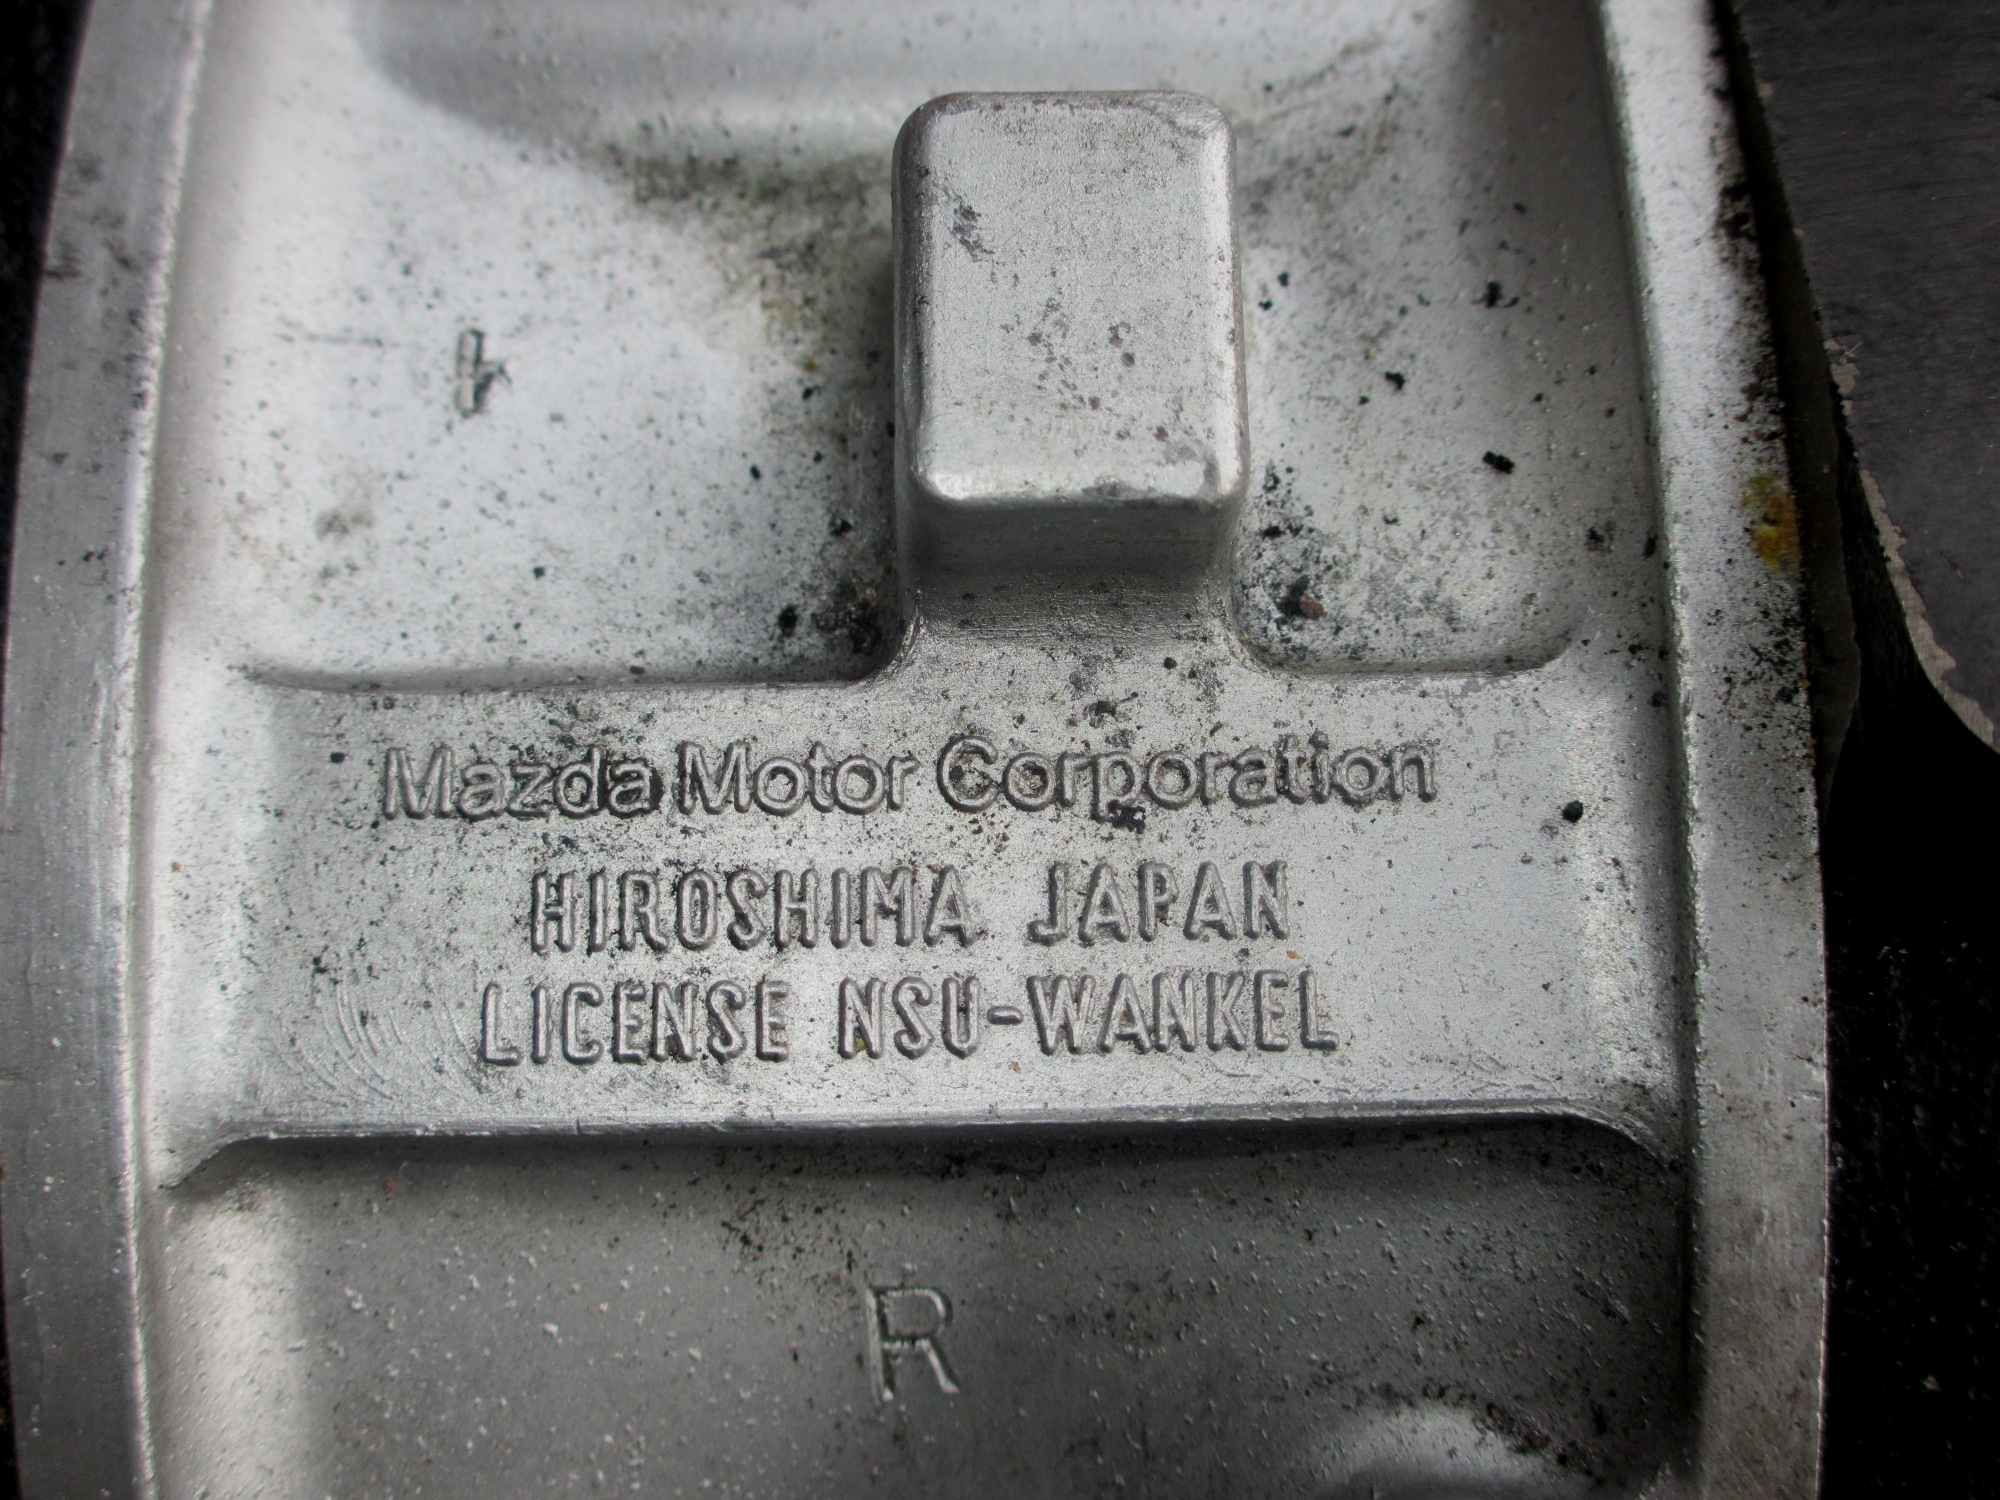 Mazda Motor Corporation
HIROSHIMA JAPAN
LICENSE NSU-WANKEL
R